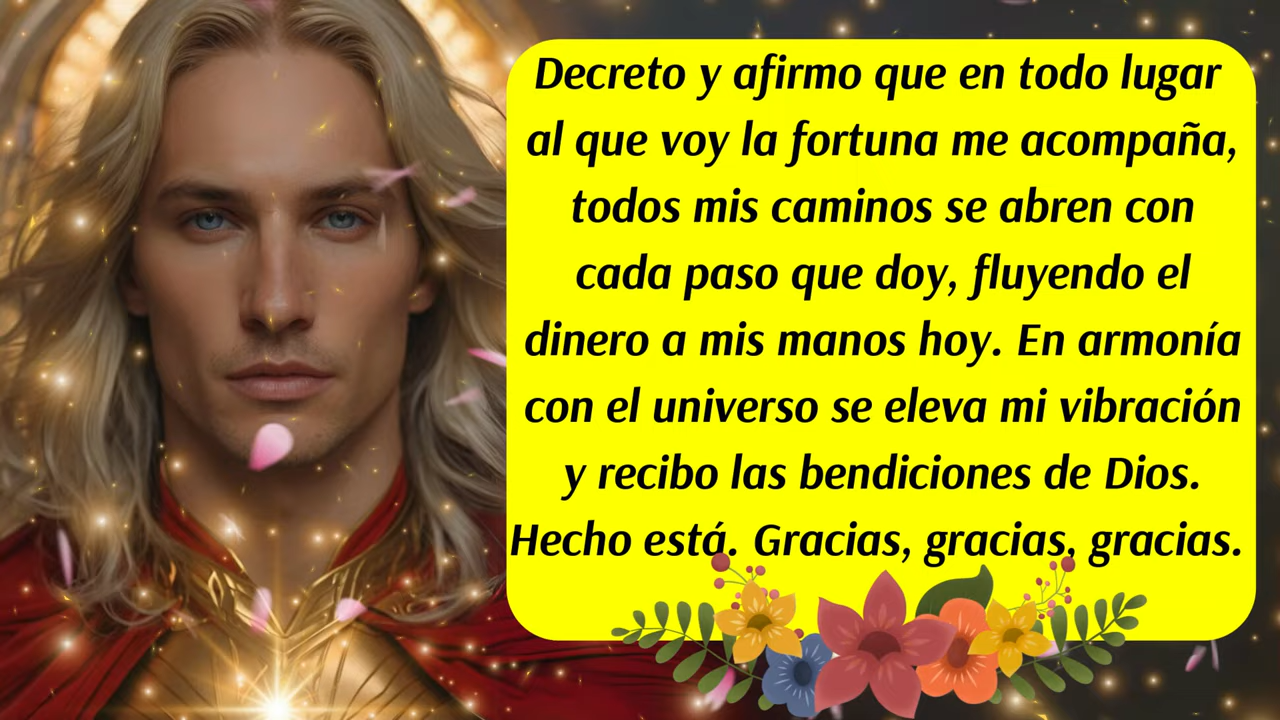 Decreto y afirmo que en todo lugar
al que voy la fortuna me acompaña,
todos mis caminos se abren con
cada paso que doy, fluyendo el
dinero a mis manos hoy. En armonía
con el universo se eleva mi vibración
y recibo las bendiciones de Dios.
Hecho está. Gracias, gracias, gracias.